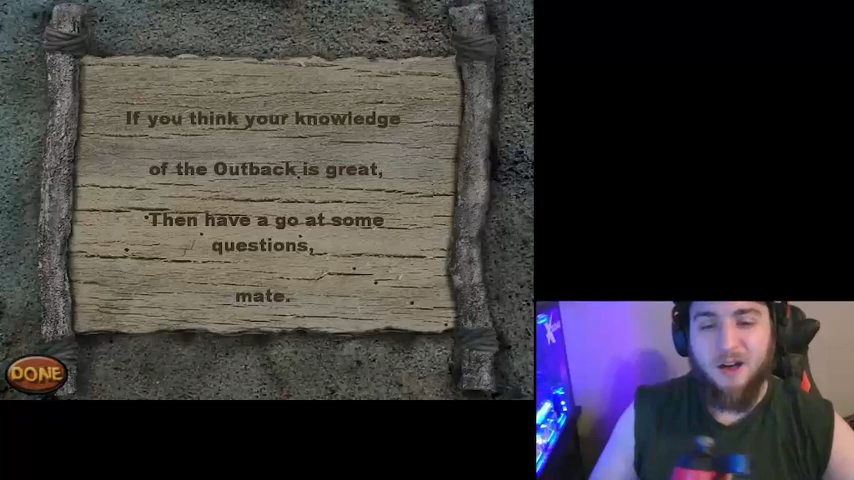 If you think your knowledge
of the Outback is great,
Then have a go at some
questions,
mate.
DONE